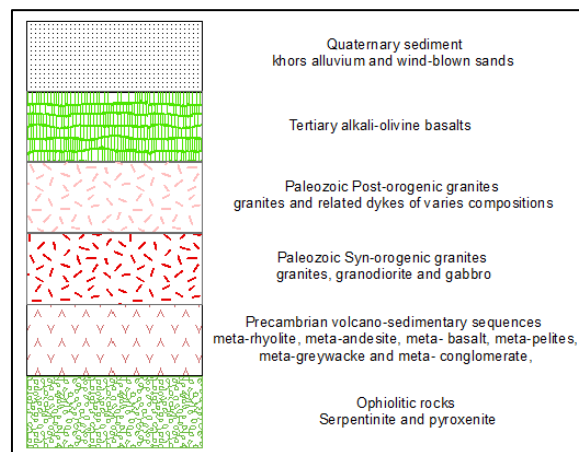 Quaternary sediment
khors alluvium and wind-blown sands
Tertiary alkali-olivine basalts
Paleozoic Post-orogenic granites
granites and related dykes of varies compositions
Paleozoic Syn-orogenic granites
granites, granodiorite and gabbro
Precambrian volcano-sedimentary sequences
meta-rhyolite, meta-andesite, meta- basalt, meta-pelites,
meta-greywacke and meta- conglomerate,
Ophiolitic rocks
Serpentinite and pyroxenite